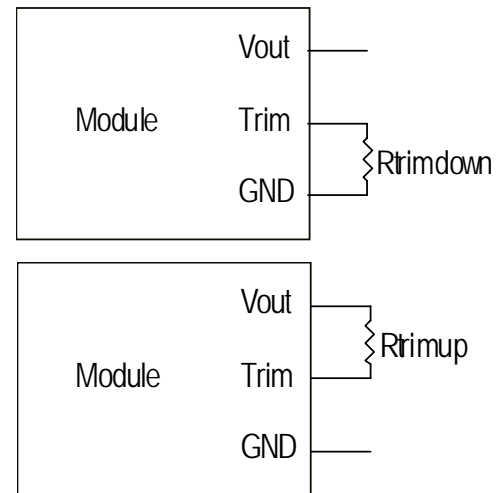 Vout
Module Trim
Rtrimdown
GND
Vout
Rtrimup
Module Trim
GND